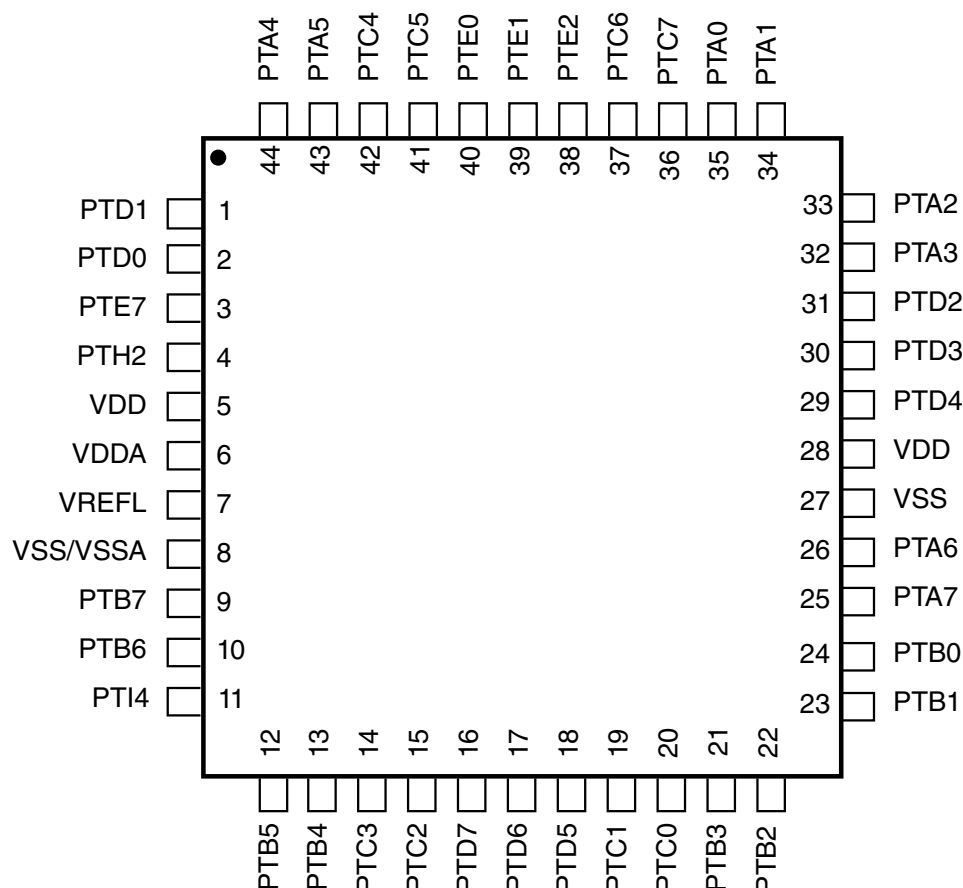 PTA4 PTA5 PTC4 PTC5 PTE0 PTE1 PTE2 PTC6 PTC7 PTA0 PTA1
44 43 42 41 40 39 38 37 36 35 34
PTD1 1 33 PTA2
PTD0 2 32 PTA3
PTE7 3 31 PTD2
PTH2 4 30 PTD3
VDD 5 29 PTD4
VDDA 6 28 VDD
VREFL 7 27 VSS
VSS/VSSA 8 26 PTA6
PTB7 9 25 PTA7
PTB6 10 24 PTB0
PTI4 11 23 PTB1
12 13 14 15 16 17 18 19 20 21 22
PTB5 PTB4 PTC3 PTC2 PTD7 PTD6 PTD5 PTC1 PTC0 PTB3 PTB2